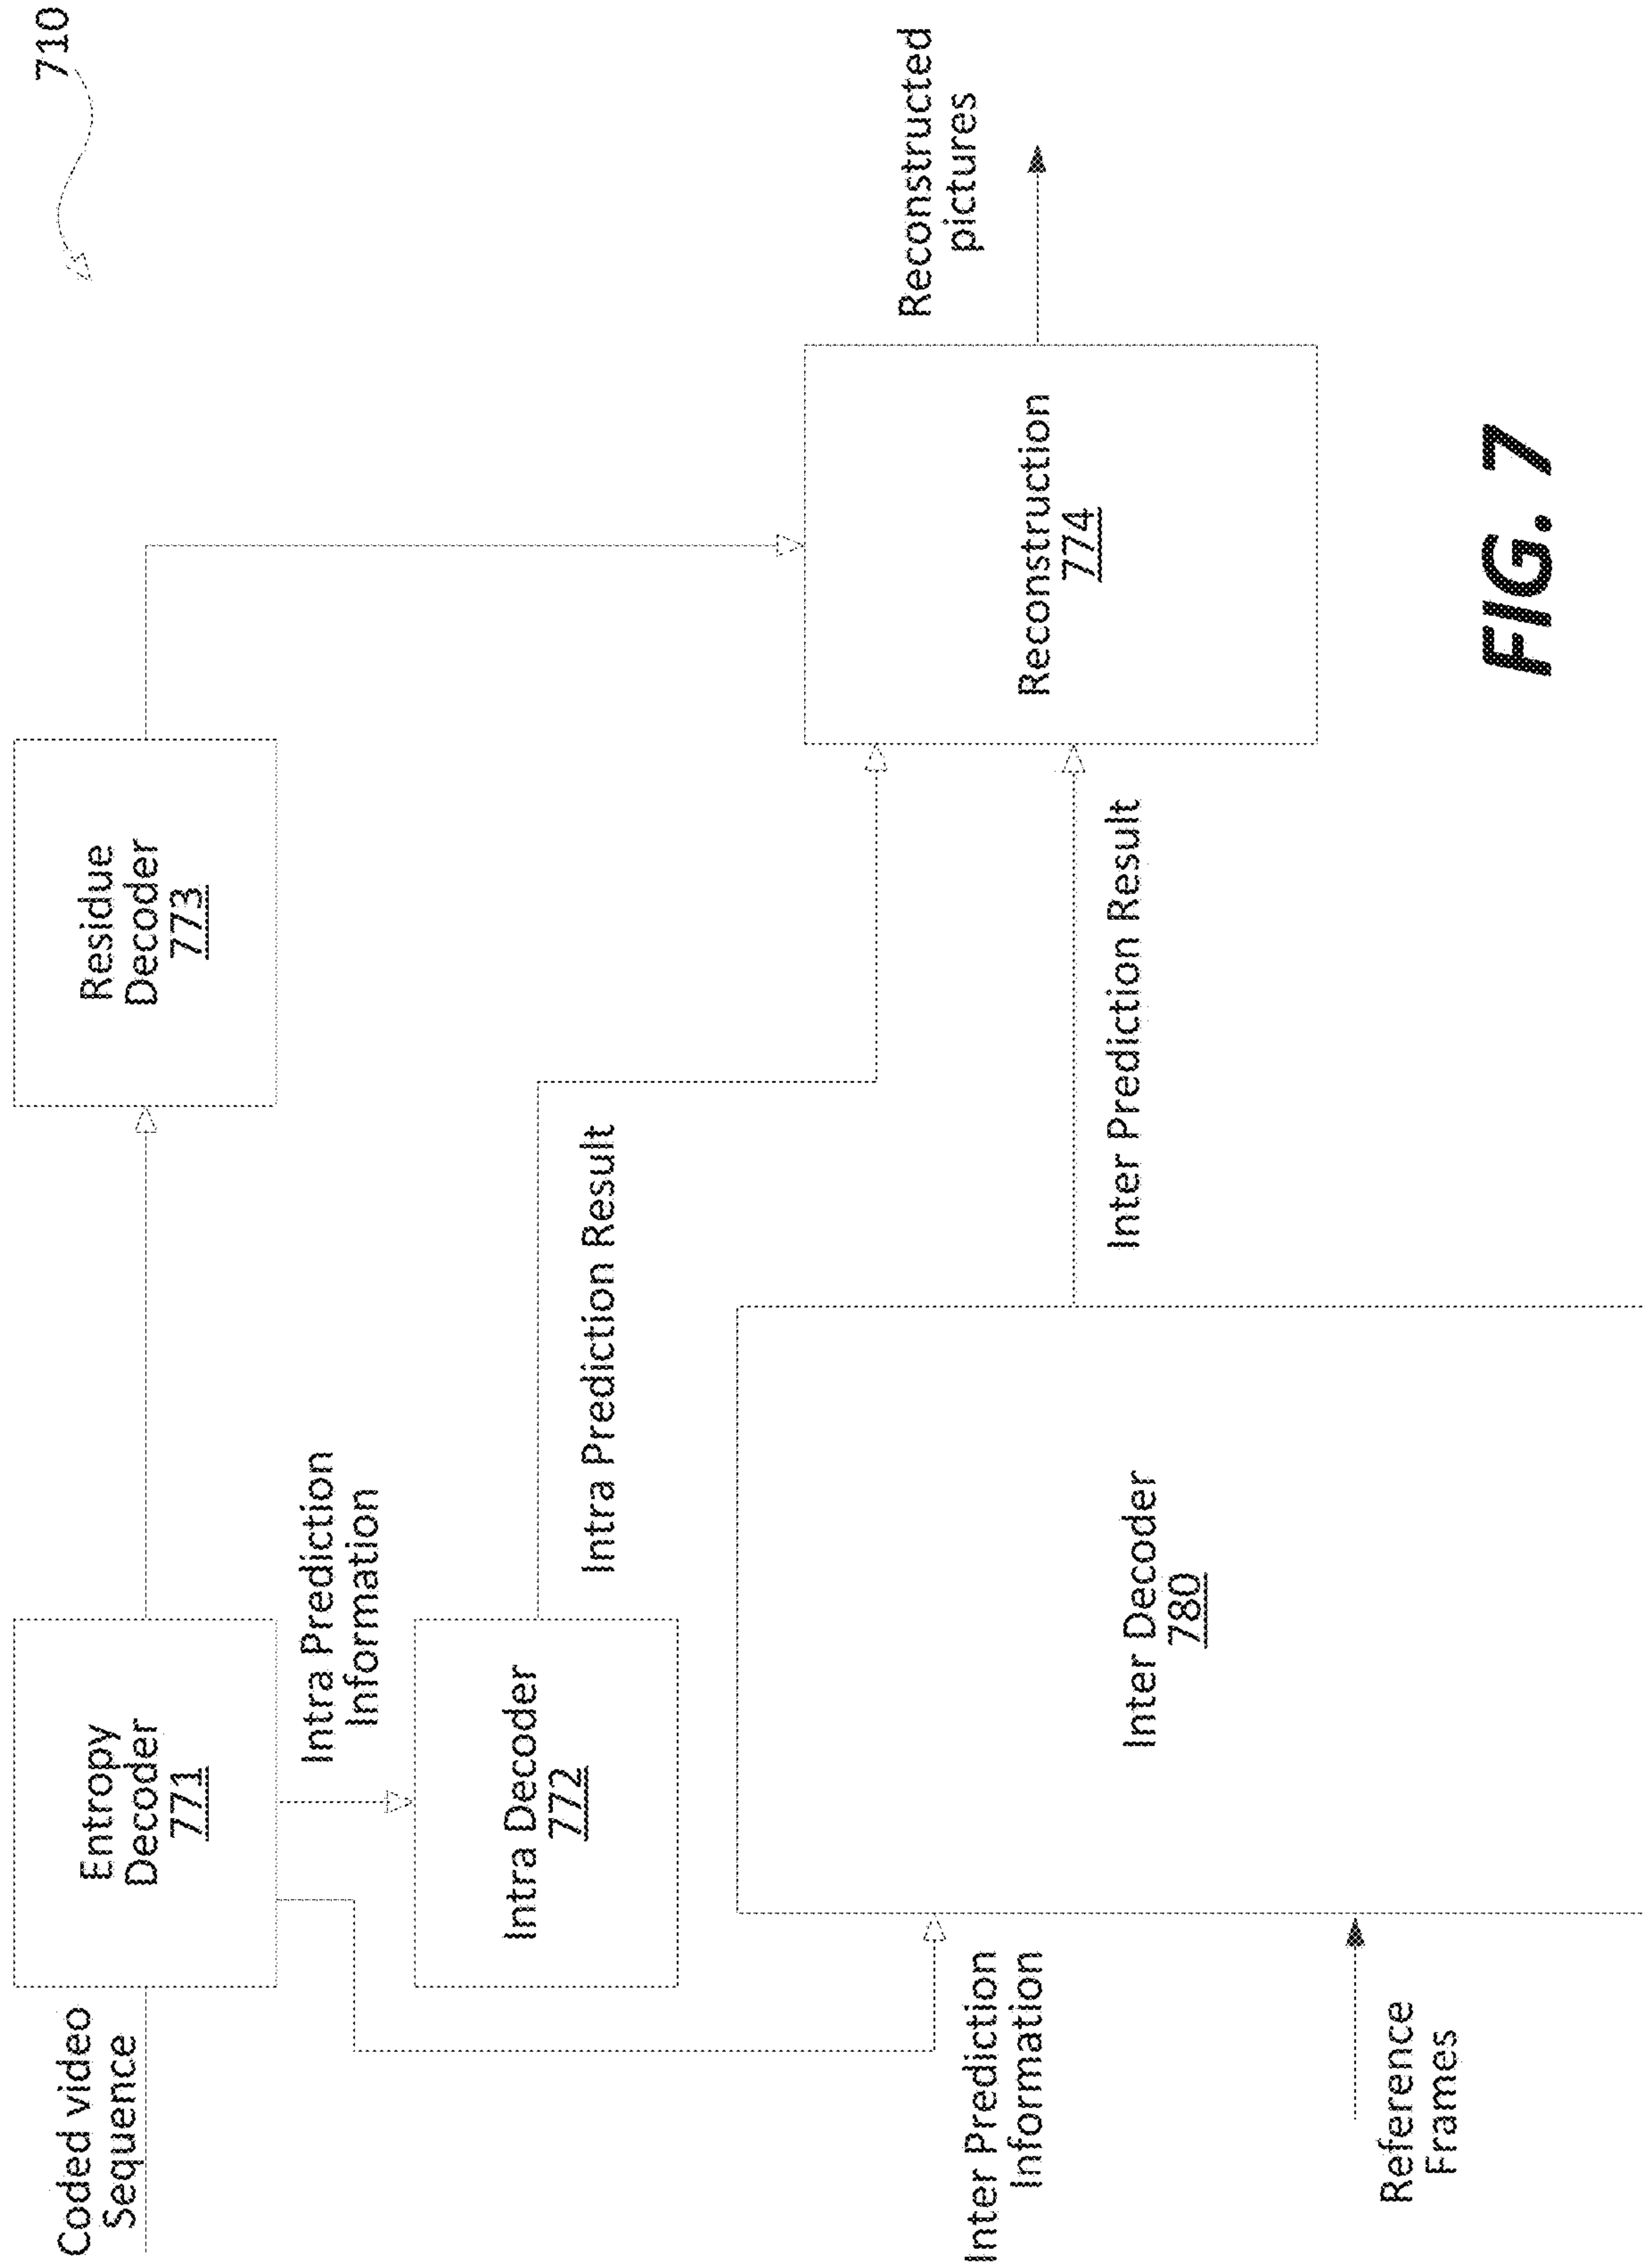 710
Coded video
Sequence
Entropy
Decoder
771
Residue
Decoder
773
Intra Prediction
Information
Intra Decoder
772
Intra Prediction Result
Inter Prediction
Information
Inter Decoder
780
Reference
Frames
Inter Prediction Result
Reconstruction
774
Reconstructed
pictures
FIG. 7